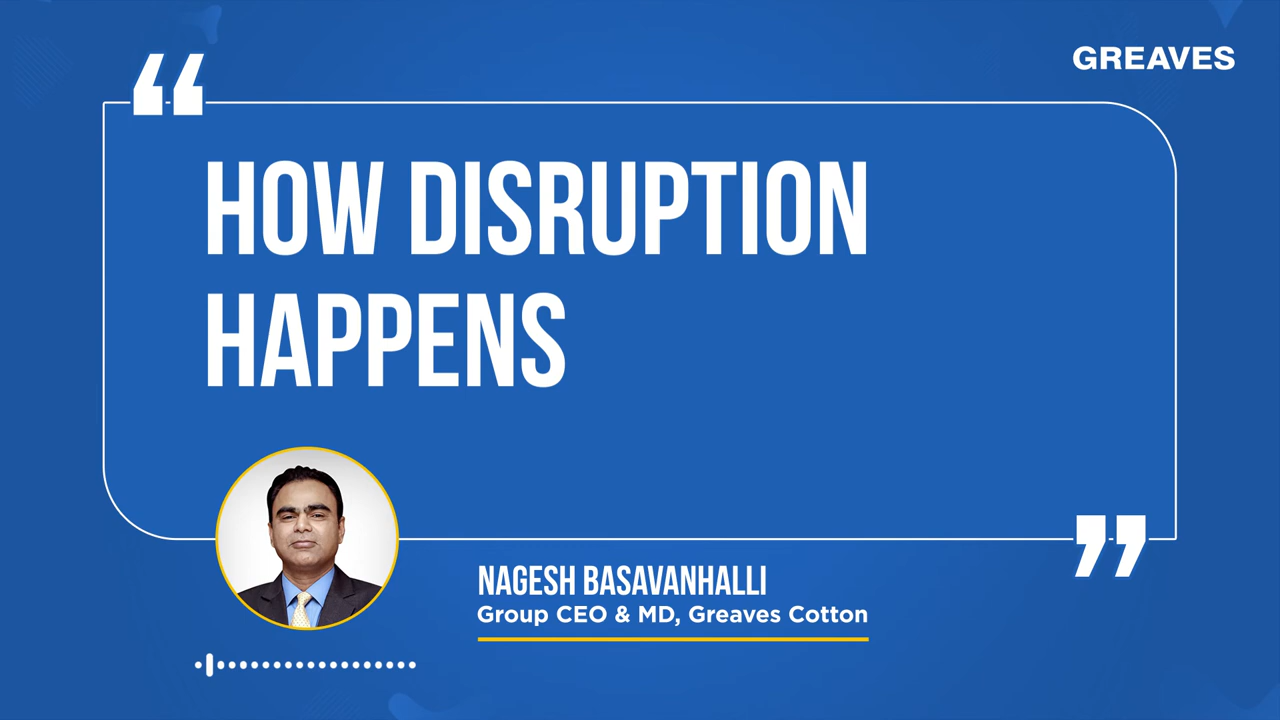 GREAVES
“
HOW DISRUPTION
HAPPENS
”
NAGESH BASAVANHALLI
Group CEO & MD, Greaves Cotton